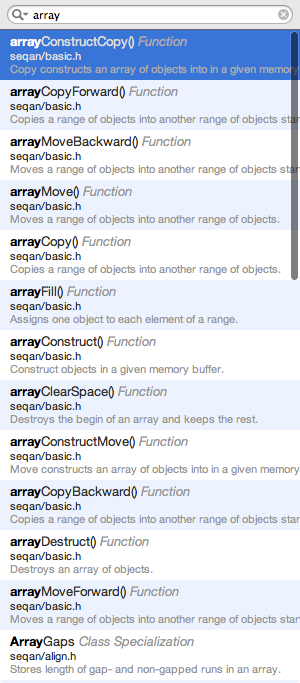 array
arrayConstructCopy() Function
seqan/basic.h
Copy constructs an array of objects into in a given memory
arrayCopyForward() Function
seqan/basic.h
Copies a range of objects into another range of objects star
arrayMoveBackward() Function
seqan/basic.h
Moves a range of objects into another range of objects star
arrayMove() Function
seqan/basic.h
Moves a range of objects into another range of objects.
arrayCopy() Function
seqan/basic.h
Copies a range of objects into another range of objects.
arrayFill() Function
seqan/basic.h
Assigns one object to each element of a range.
arrayConstruct() Function
seqan/basic.h
Construct objects in a given memory buffer.
arrayClearSpace() Function
seqan/basic.h
Destroys the begin of an array and keeps the rest.
arrayConstructMove() Function
seqan/basic.h
Move constructs an array of objects into in a given memory
arrayCopyBackward() Function
seqan/basic.h
Copies a range of objects into another range of objects star
arrayDestruct() Function
seqan/basic.h
Destroys an array of objects.
arrayMoveForward() Function
seqan/basic.h
Moves a range of objects into another range of objects star
ArrayGaps Class Specialization
seqan/align.h
Stores length of gap- and non-gapped runs in an array.